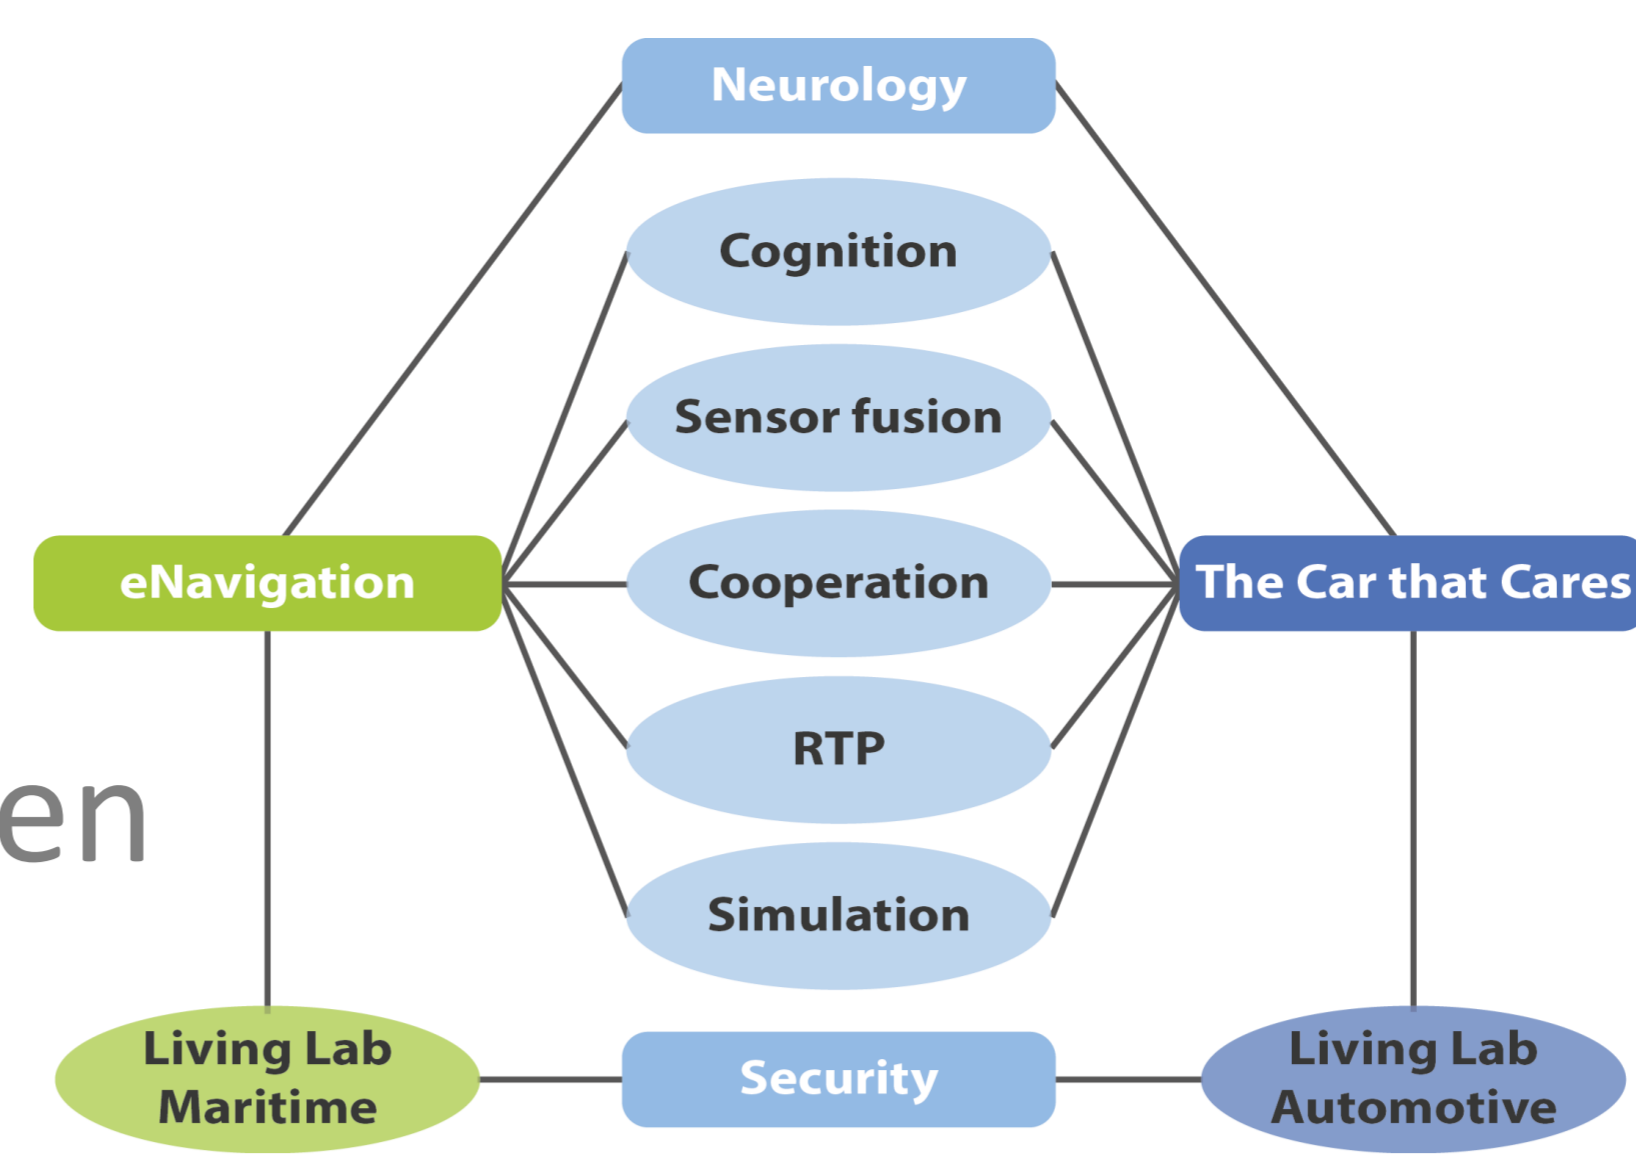 Neurology
Cognition
Sensor fusion
Cooperation
eNavigation
The Car that Cares
RTP
en
Simulation
Living Lab
Maritime
Security
Living Lab
Automotive